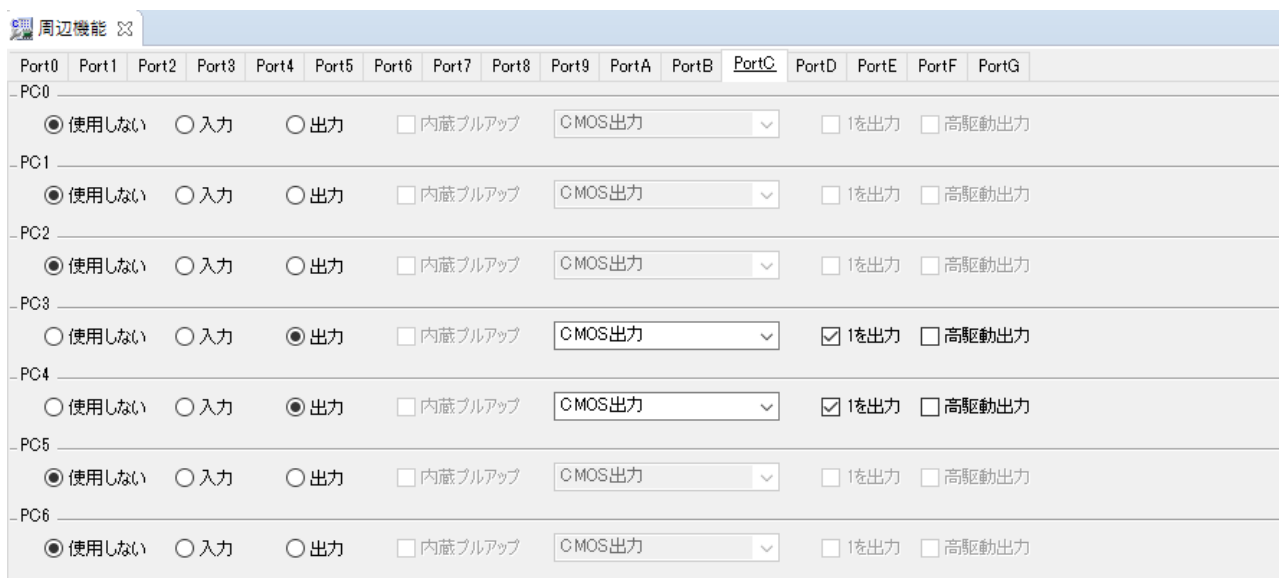 周辺機能
Port0 Port1 Port2 Port3 Port4 Port5 Port6 Port7 Port8 Port9 PortA PortB PortC PortD PortE PortF PortG
PC0
使用しない 入力 出力 内蔵プルアップ CMOS出力 1を出力 高駆動出力
PC1
使用しない 入力 出力 内蔵プルアップ CMOS出力 1を出力 高駆動出力
PC2
使用しない 入力 出力 内蔵プルアップ CMOS出力 1を出力 高駆動出力
PC3
使用しない 入力 出力 内蔵プルアップ CMOS出力 1を出力 高駆動出力
PC4
使用しない 入力 出力 内蔵プルアップ CMOS出力 1を出力 高駆動出力
PC5
使用しない 入力 出力 内蔵プルアップ CMOS出力 1を出力 高駆動出力
PC6
使用しない 入力 出力 内蔵プルアップ CMOS出力 1を出力 高駆動出力